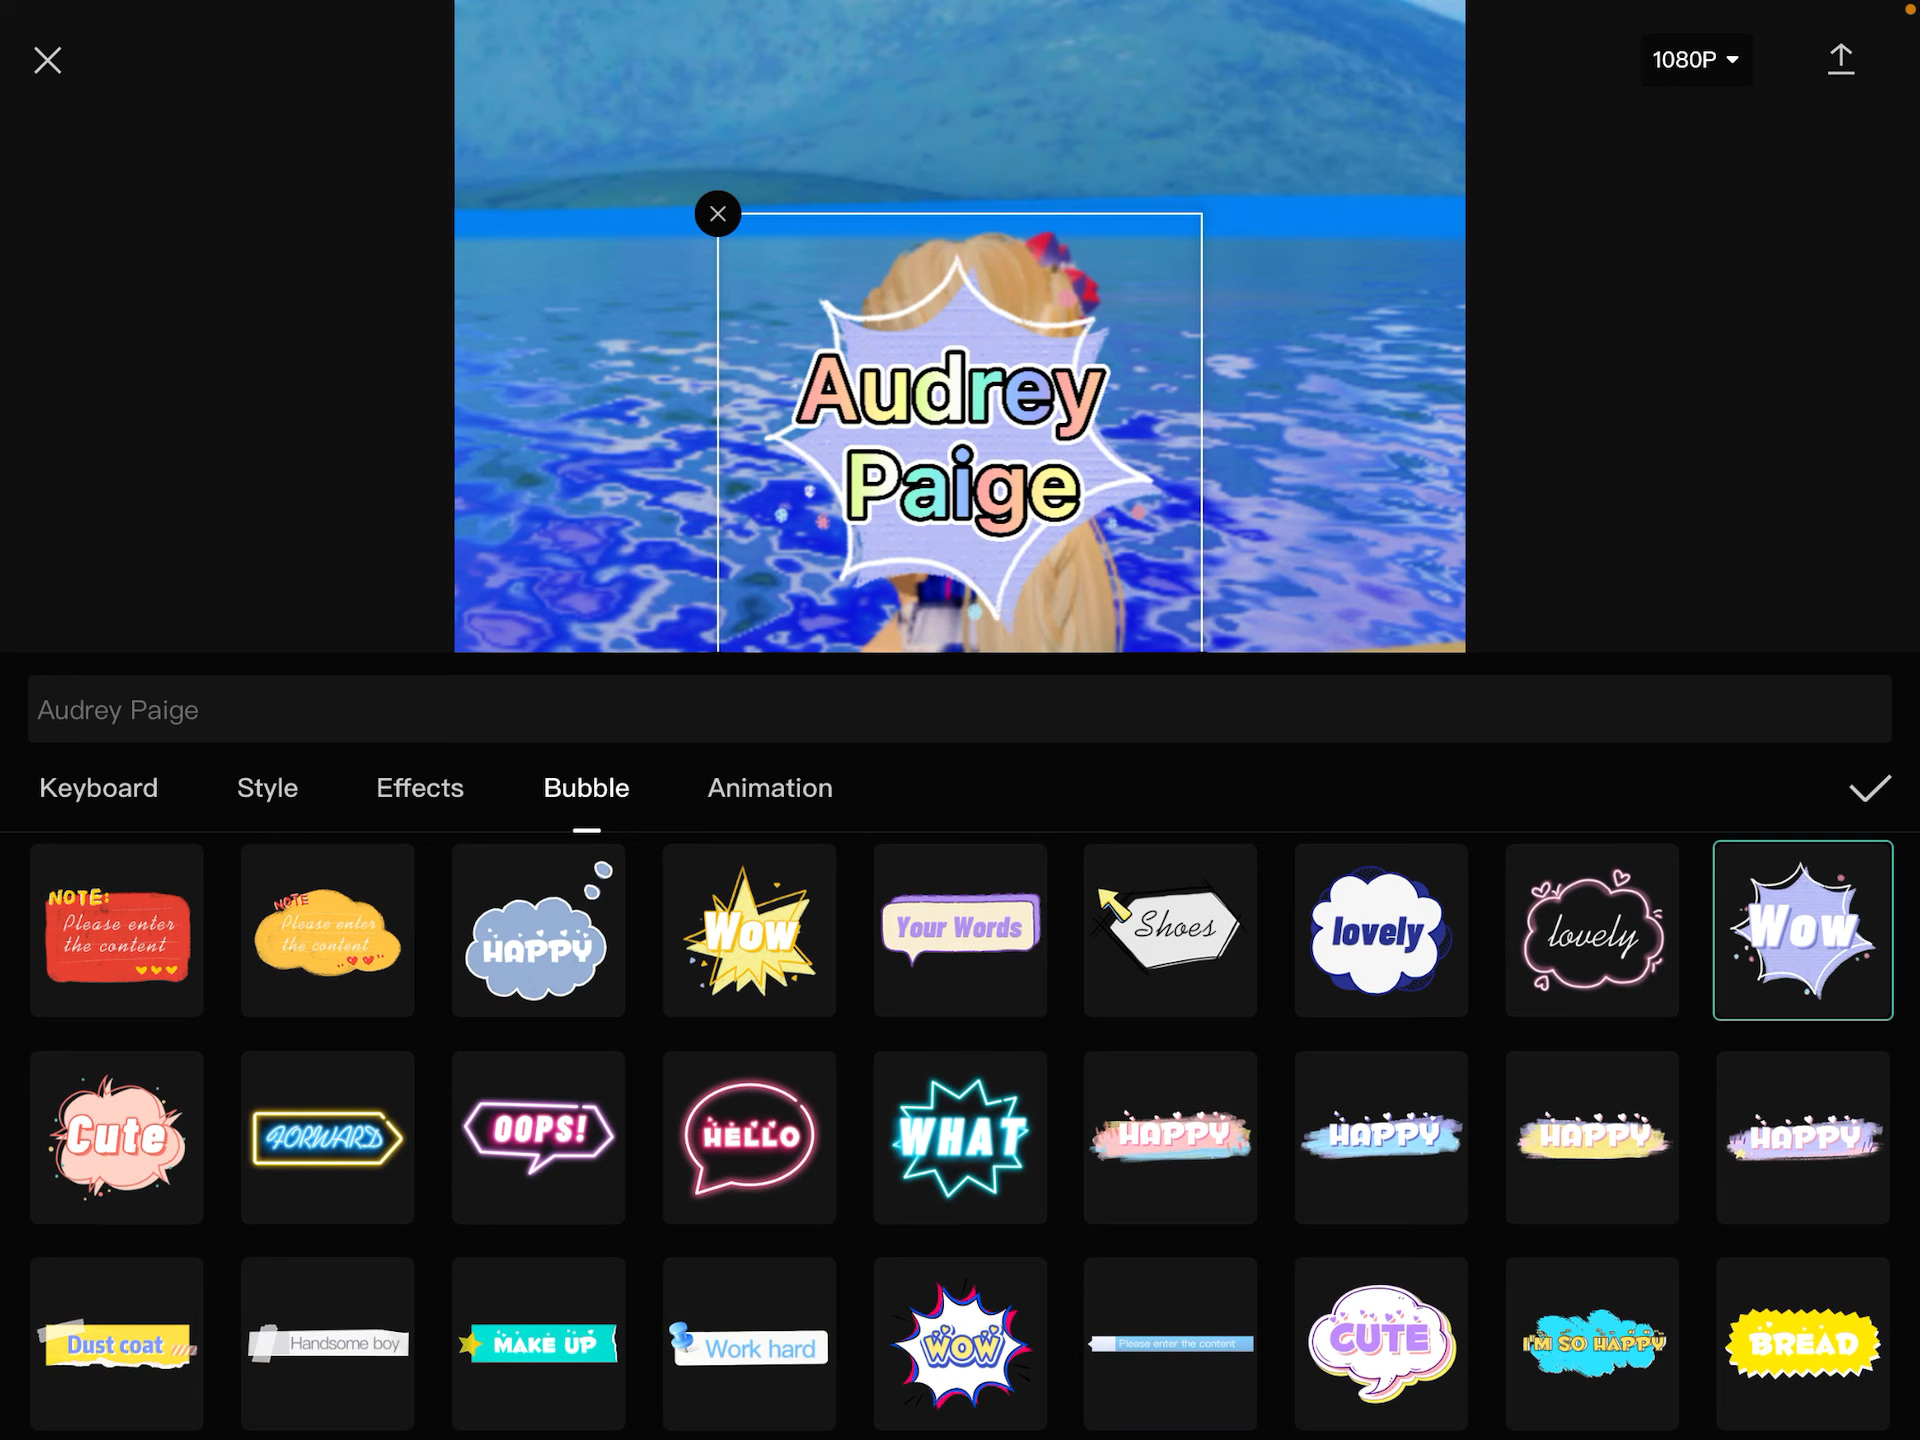 1080P
Audrey
Paige
Audrey Paige
Keyboard
Style
Effects
Bubble
Animation
NOTE:
Please enter
the content
NOTE
Please enter
the content
HAPPY
Wow
Your Words
Shoes
lovely
lovely
Wow
Cute
FORWARD
OOPS!
HELLO
WHAT
HAPPY
HAPPY
HAPPY
HAPPY
Dust coat
Handsome boy
MAKE UP
Work hard
WOW
Please enter the content
CUTE
I'M SO HAPPY
BREAD